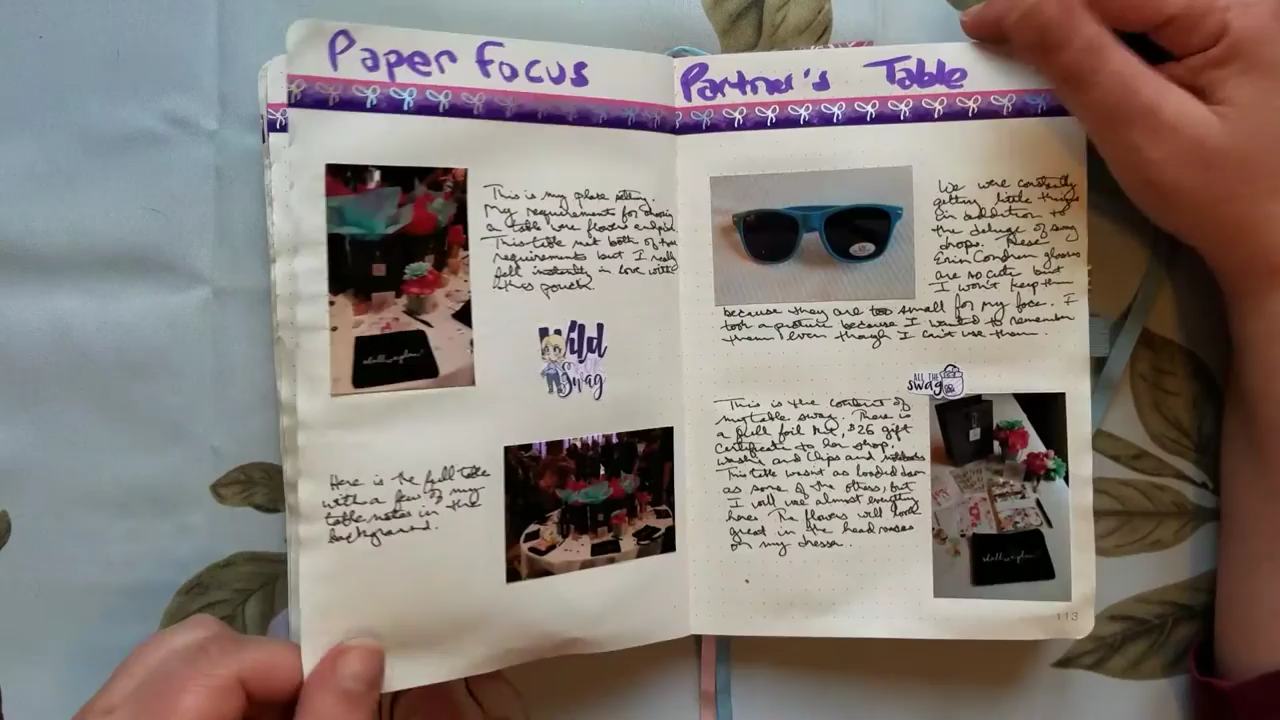 Paper Focus
This is my place setting.
My requirements for choosing
a table were flowers and
This table met both of those
requirements but I really
fell instantly in love with
this pouch.
Wild
Swag
Here is the full table
with a few of my
table mates in the
background.
Partner's Table
We were constantly
getting little things
in addition to
the deluge of swag
drops. These
Erin Condren glasses
are so cute but
I won't keep them
because they are too small for my face. I
took a picture because I wanted to remember
them even though I can't use them
ALL THE
swag
This is the content of
my table swag. There is
a full foil kit, $25 gift
certificate to her shop,
washi and clips and
This table wasn't as loaded down
as some of the others, but
I will use almost everything
here. The flowers will look
great in the head vases
on my dresser.
113